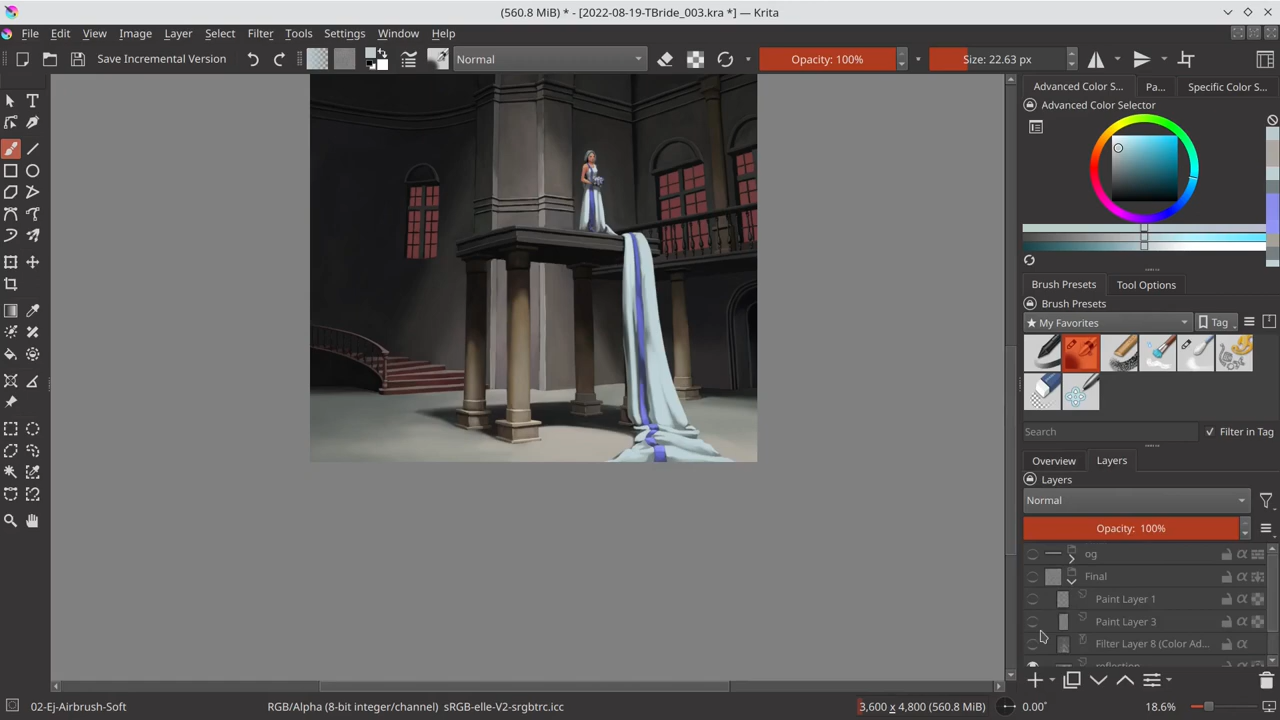 (560.8 MiB) * - [2022-08-19-TBride_003.kra *] — Krita
File Edit View Image Layer Select Filter Tools Settings Window Help
Save Incremental Version
Normal
Opacity: 100%
Size: 22.63 px
Advanced Color S...
Pa...
Specific Color S...
Advanced Color Selector
Brush Presets
Tool Options
Brush Presets
★ My Favorites
Tag
Search
Filter in Tag
Overview
Layers
Layers
Normal
Opacity: 100%
og
Final
Paint Layer 1
Paint Layer 3
Filter Layer 8 (Color Ad...
reflection
02-Ej-Airbrush-Soft
RGB/Alpha (8-bit integer/channel) sRGB-elle-V2-srgbtrc.icc
3,600 x 4,800 (560.8 MiB)
0.00°
18.6%